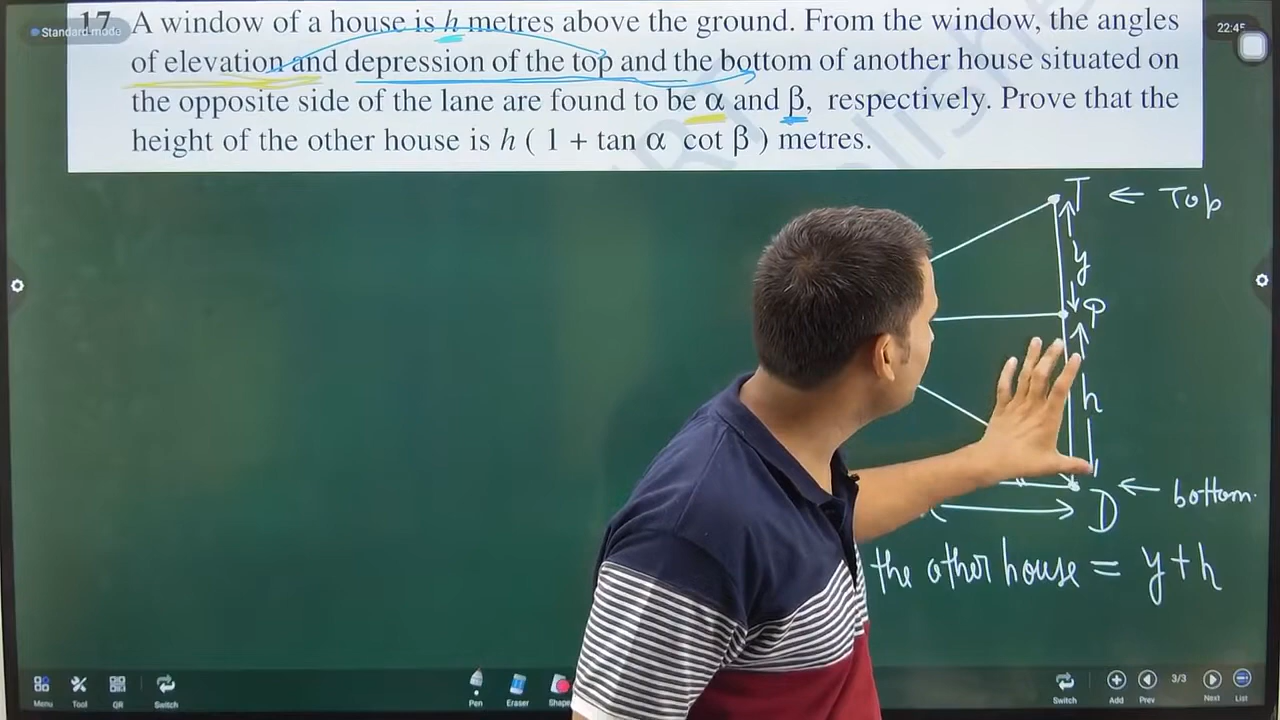 17 A window of a house is h metres above the ground. From the window, the angles
of elevation and depression of the top and the bottom of another house situated on
the opposite side of the lane are found to be α and β, respectively. Prove that the
height of the other house is h ( 1 + tan α cot β ) metres.
Standard mode
22:45
T ← Top
y
P
h
D ← bottom.
the other house = y+h
Menu Tool QR Switch Pen Eraser Shape Switch Add Prev 3/3 Next List